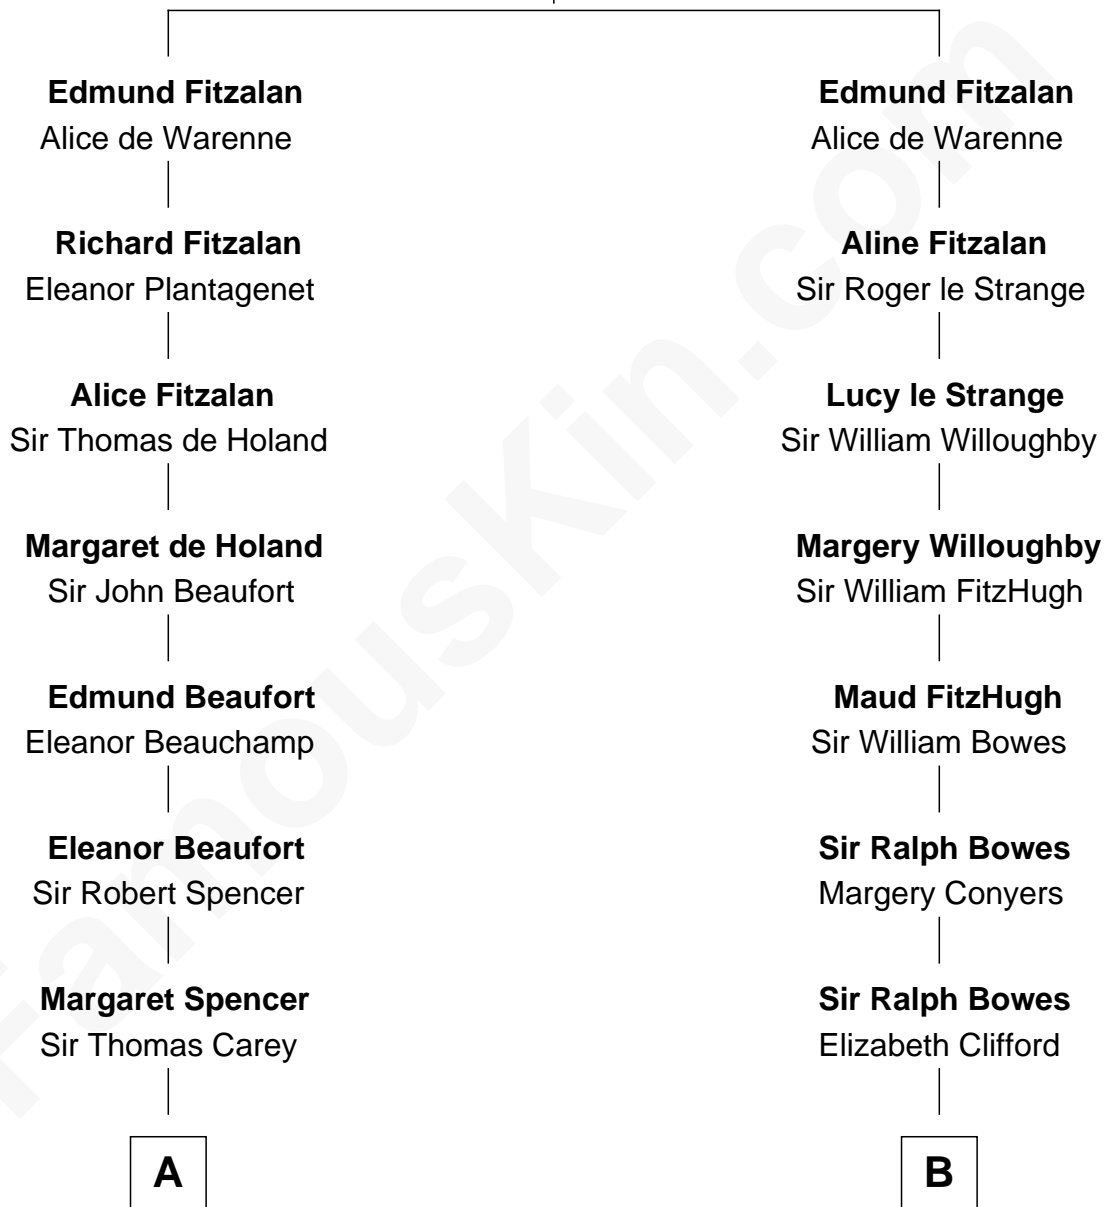 Edmund Fitzalan
Alice de Warenne
Richard Fitzalan
Eleanor Plantagenet
Alice Fitzalan
Sir Thomas de Holand
Margaret de Holand
Sir John Beaufort
Edmund Beaufort
Eleanor Beauchamp
Eleanor Beaufort
Sir Robert Spencer
Margaret Spencer
Sir Thomas Carey
A
Edmund Fitzalan
Alice de Warenne
Aline Fitzalan
Sir Roger le Strange
Lucy le Strange
Sir William Willoughby
Margery Willoughby
Sir William FitzHugh
Maud FitzHugh
Sir William Bowes
Sir Ralph Bowes
Margery Conyers
Sir Ralph Bowes
Elizabeth Clifford
B
FamousKin.com